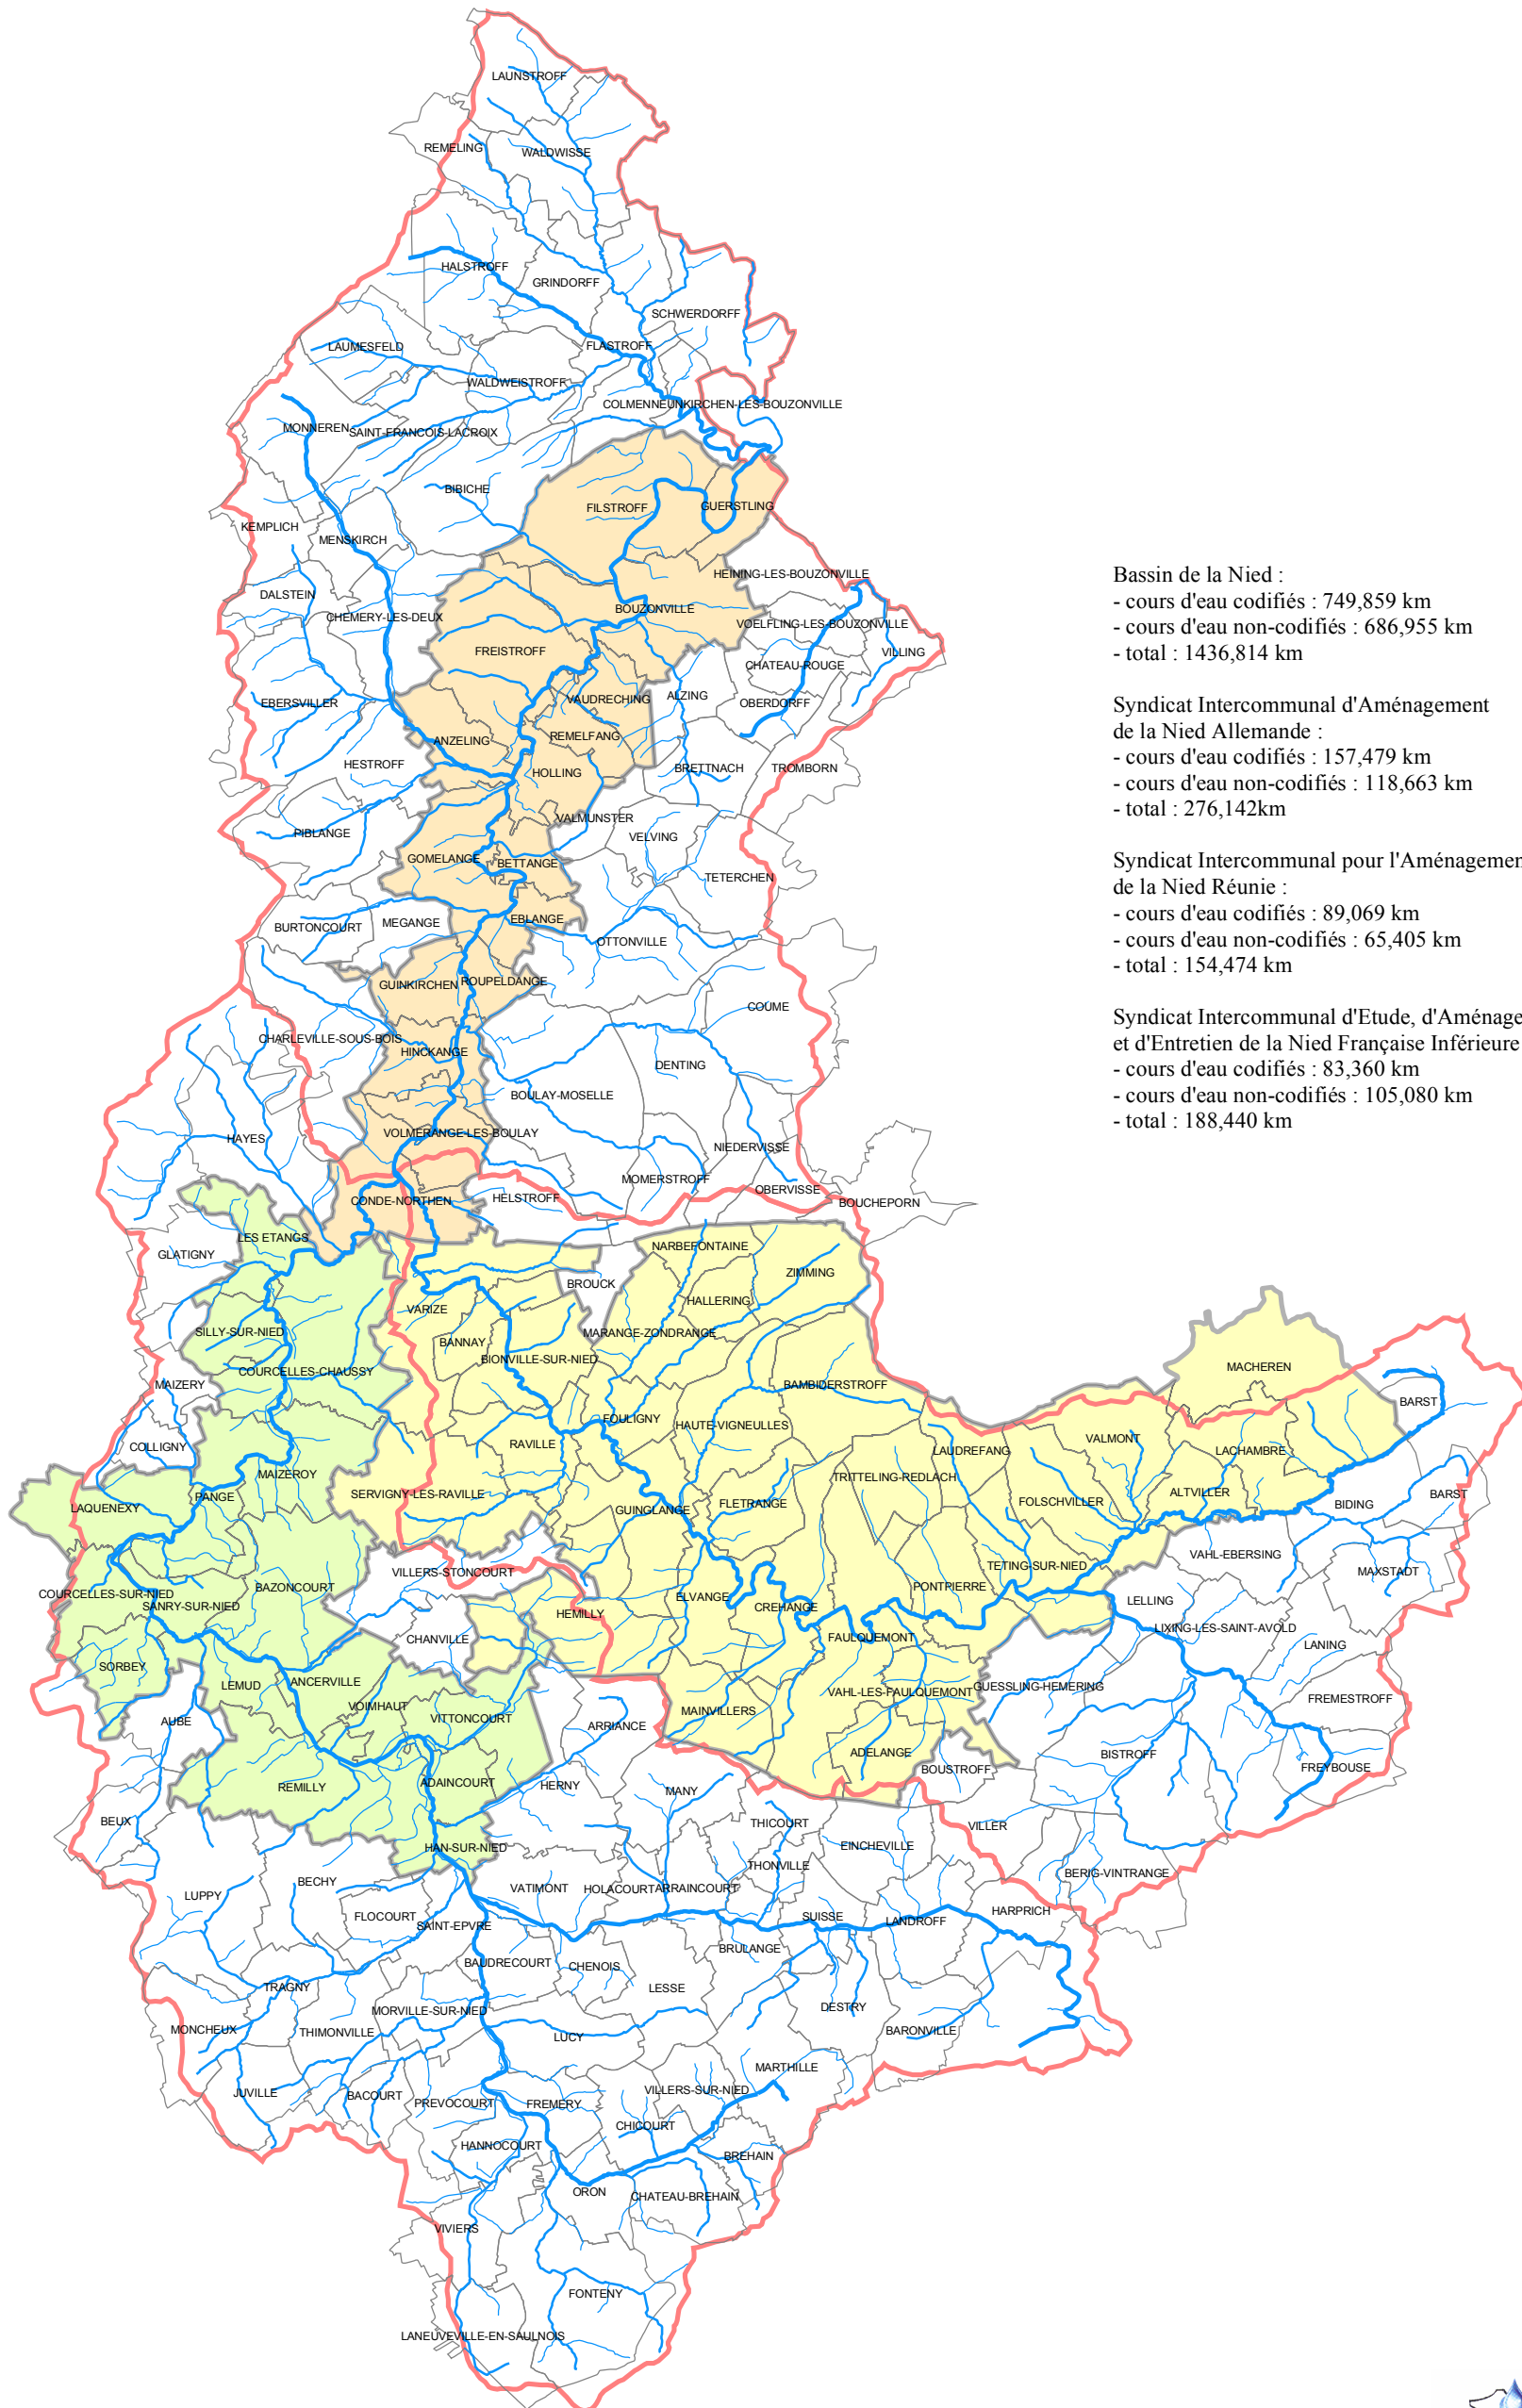 LAUNSTROFF
REMELING
WALDWISSE
HALSTROFF
GRINDORFF
SCHWERDORFF
LAUMESFELD
FLASTROFF
WALDWEISTROFF
COLMENNEUNKIRCHEN-LES-BOUZONVILLE
MONNEREN
SAINT-FRANCOIS-LACROIX
BIBICHE
FILSTROFF
GUERSTLING
KEMPLICH
MENSKIRCH
HEINING-LES-BOUZONVILLE
DALSTEIN
CHEMERY-LES-DEUX
BOUZONVILLE
VOELFLING-LES-BOUZONVILLE
FREISTROFF
CHATEAU-ROUGE
VILLING
EBERSVILLER
VAUDRECHING
ALZING
OBERDORFF
ANZELING
REMELFANG
HESTROFF
HOLLING
BRETTNACH
TROMBORN
PIBLANGE
VALMUNSTER
VELVING
GOMELANGE
BETTANGE
TETERCHEN
BURTONCOURT
MEGANGE
EBLANGE
OTTONVILLE
GUINKIRCHEN
ROUPELDANGE
COUME
CHARLEVILLE-SOUS-BOIS
HINCKANGE
DENTING
BOULAY-MOSELLE
HAYES
VOLMERANGE-LES-BOULAY
NIEDERVISSE
MOMERSTROFF
OBERVISSE
CONDE-NORTHEN
HELSTROFF
BOUCHEPORN
LES ETANGS
GLATIGNY
NARBEFONTAINE
ZIMMING
BROUCK
HALLERING
VARIZE
SILLY-SUR-NIED
BANNAY
MARANGE-ZONDRANGE
BIONVILLE-SUR-NIED
COURCELLES-CHAUSSY
MACHEREN
MAIZERY
BAMBIDERSTROFF
BARST
FOULIGNY
HAUTE-VIGNEULLES
COLLIGNY
RAVILLE
LAUDREFANG
VALMONT
LACHAMBRE
MAIZEROY
TRITTELING-REDLACH
SERVIGNY-LES-RAVILLE
PANGE
LAQUENEXY
GUINGLANGE
FLETRANGE
FOLSCHVILLER
ALTVILLER
BIDING
BARST
VAHL-EBERSING
VILLERS-STONCOURT
TETING-SUR-NIED
MAXSTADT
COURCELLES-SUR-NIED
BAZONCOURT
SANRY-SUR-NIED
HEMILLY
ELVANGE
CREHANGE
PONTPIERRE
LELLING
LIXING-LES-SAINT-AVOLD
CHANVILLE
FAULQUEMONT
LANING
SORBEY
LEMUD
ANCERVILLE
VOIMHAUT
VITTONCOURT
VAHL-LES-FAULQUEMONT
GUESSLING-HEMERING
FREMESTROFF
AUBE
ARRIANCE
MAINVILLERS
ADELANGE
BOUSTROFF
BISTROFF
FREYBOUSE
REMILLY
ADAINCOURT
HERNY
MANY
BEUX
THICOURT
VILLER
EINCHEVILLE
HAN-SUR-NIED
THONVILLE
BERIG-VINTRANGE
BECHY
VATIMONT
HOLACOURT
ARRAINCOURT
LUPPY
FLOCOURT
SAINT-EPVRE
SUISSE
LANDROFF
HARPRICH
BRULANGE
BAUDRECOURT
CHENOIS
LESSE
TRAGNY
MORVILLE-SUR-NIED
DESTRY
MONCHEUX
THIMONVILLE
LUCY
BARONVILLE
MARTHILLE
JUVILLE
BACOURT
PREVOCOURT
FREMERY
VILLERS-SUR-NIED
CHICOURT
HANNOCOURT
BREHAIN
ORON
CHATEAU-BREHAIN
VIVIERS
FONTENY
LANEUVEVILLE-EN-SAULNOIS
Bassin de la Nied :
- cours d'eau codifiés : 749,859 km
- cours d'eau non-codifiés : 686,955 km
- total : 1436,814 km
Syndicat Intercommunal d'Aménagement
de la Nied Allemande :
- cours d'eau codifiés : 157,479 km
- cours d'eau non-codifiés : 118,663 km
- total : 276,142km
Syndicat Intercommunal pour l'Aménagemen
de la Nied Réunie :
- cours d'eau codifiés : 89,069 km
- cours d'eau non-codifiés : 65,405 km
- total : 154,474 km
Syndicat Intercommunal d'Etude, d'Aménage
et d'Entretien de la Nied Française Inférieure
- cours d'eau codifiés : 83,360 km
- cours d'eau non-codifiés : 105,080 km
- total : 188,440 km